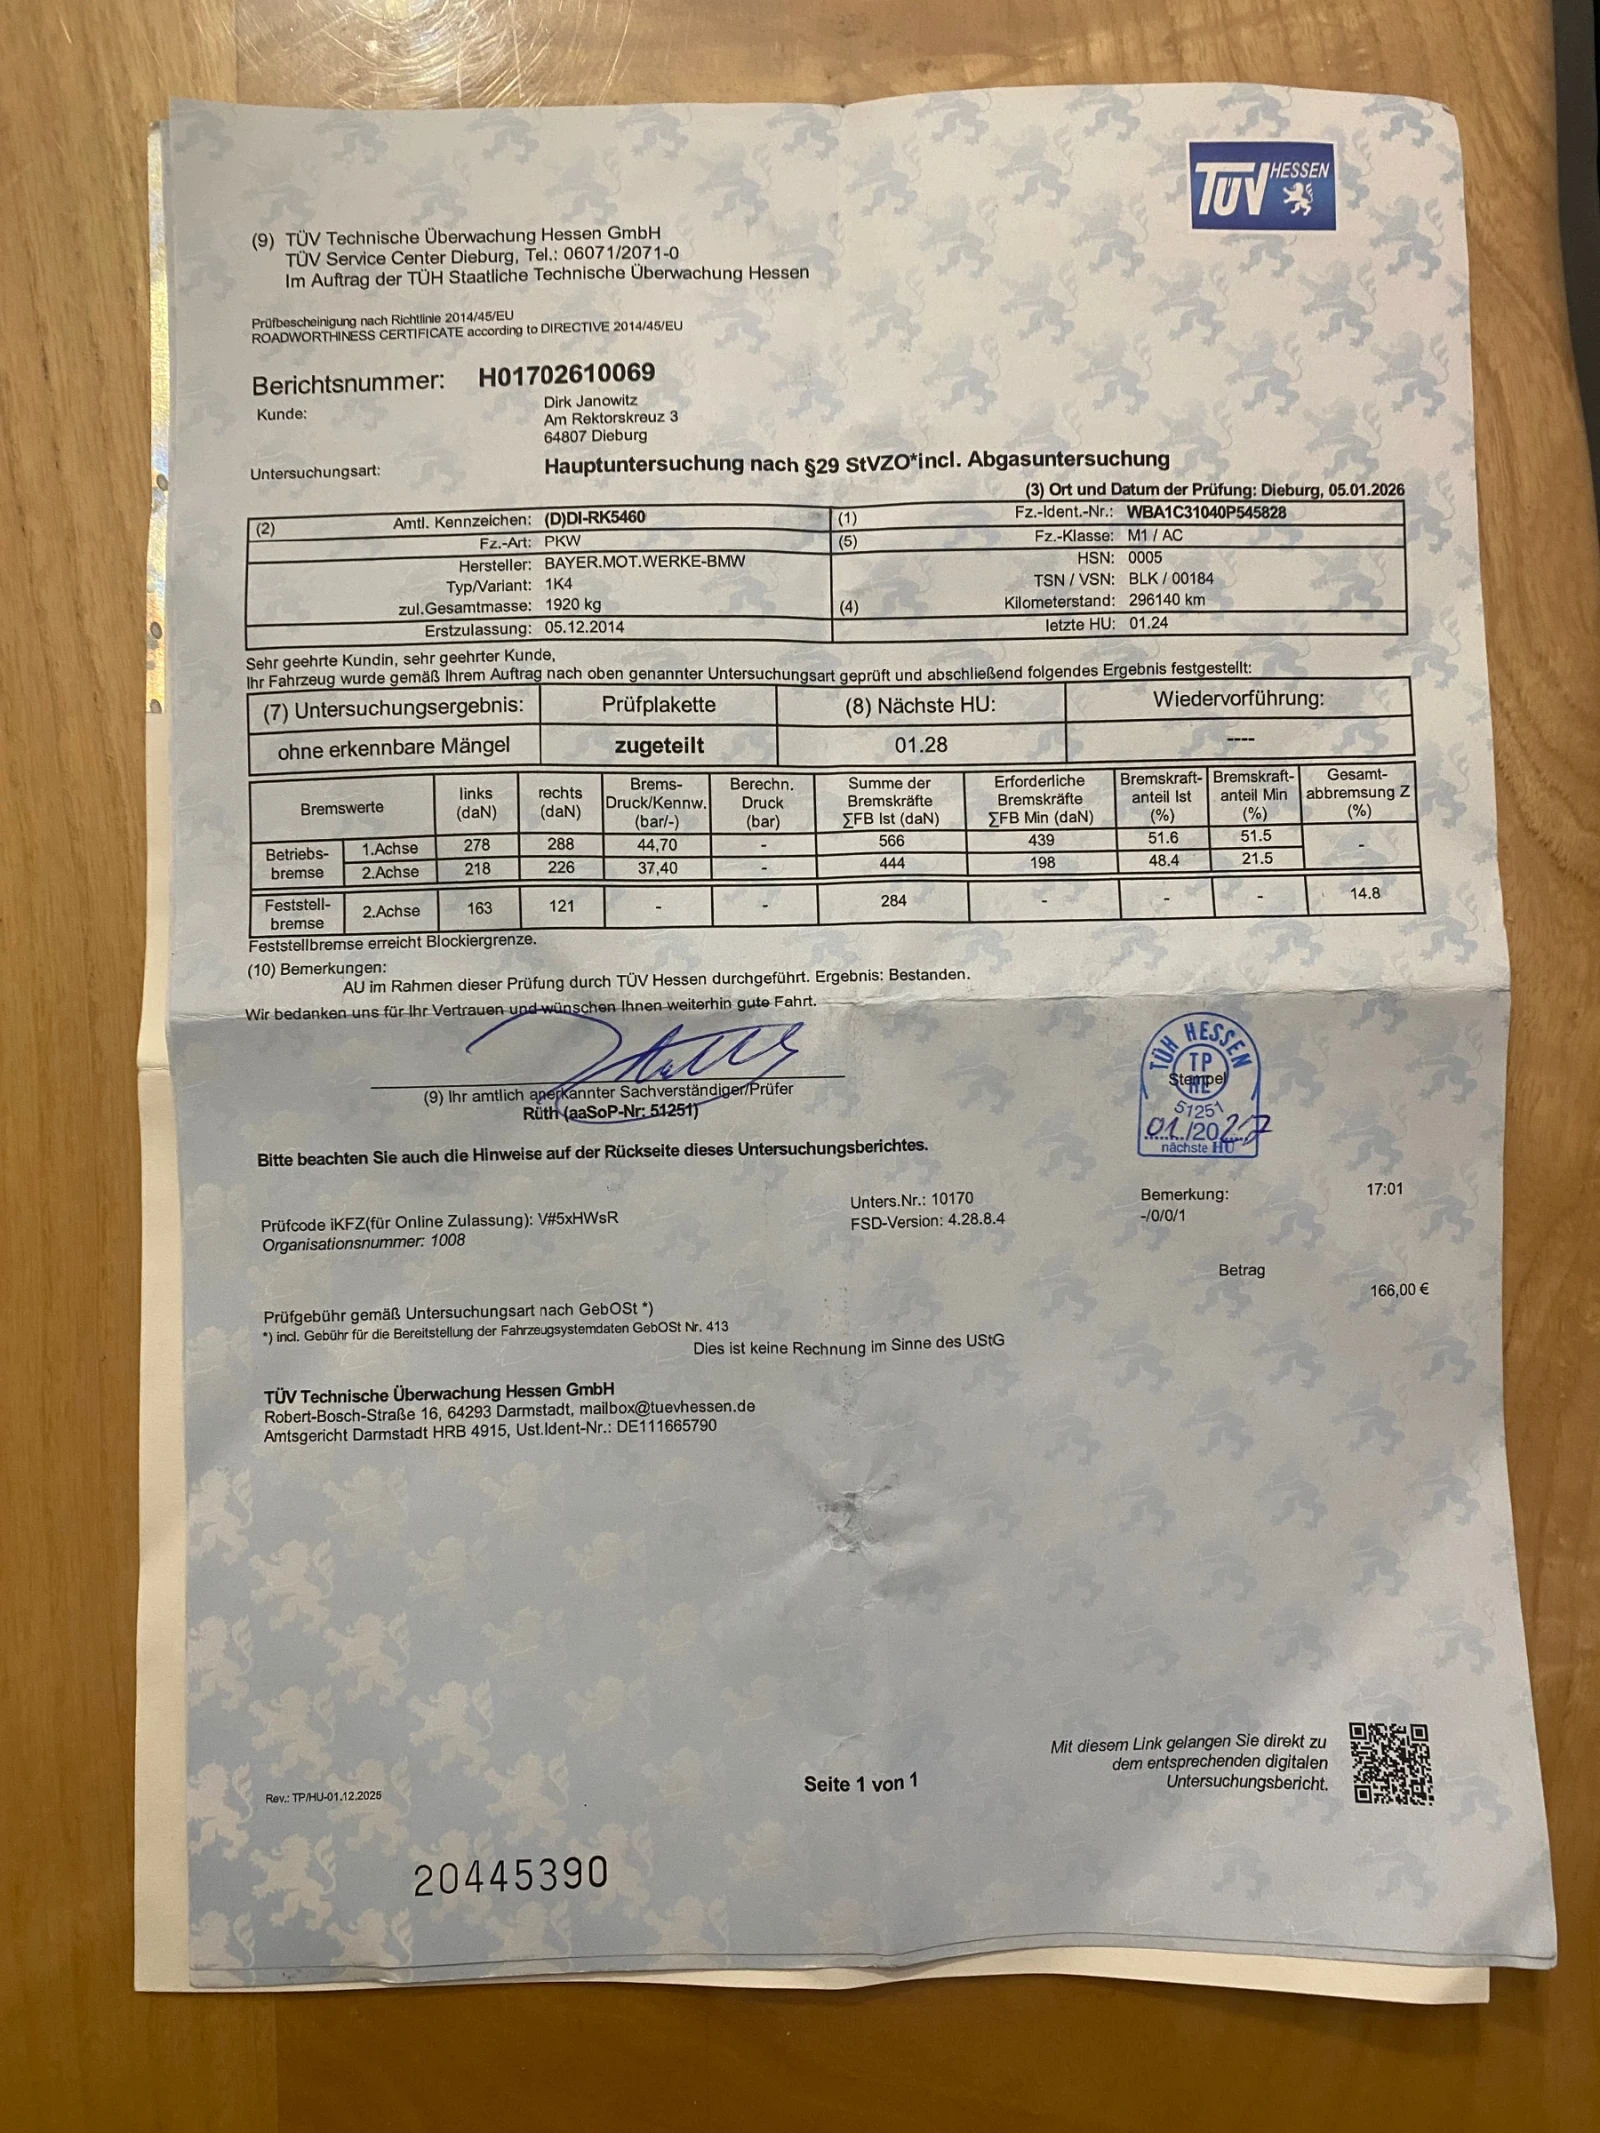 TÜV HESSEN
(9) TÜV Technische Überwachung Hessen GmbH
TÜV Service Center Dieburg, Tel.: 06071/2071-0
Im Auftrag der TÜH Staatliche Technische Überwachung Hessen
Prüfbescheinigung nach Richtlinie 2014/45/EU
ROADWORTHINESS CERTIFICATE according to DIRECTIVE 2014/45/EU
Berichtsnummer: H01702610069
Kunde: Dirk Janowitz
Am Rektorskreuz 3
64807 Dieburg
Untersuchungsart: Hauptuntersuchung nach §29 StVZO*incl. Abgasuntersuchung
(3) Ort und Datum der Prüfung: Dieburg, 05.01.2026
(2) Amtl. Kennzeichen: (D)DI-RK5460 (1) Fz.-Ident.-Nr.: WBA1C31040P545828
Fz.-Art: PKW (5) Fz.-Klasse: M1 / AC
Hersteller: BAYER.MOT.WERKE-BMW HSN: 0005
Typ/Variant: 1K4 TSN / VSN: BLK / 00184
zul.Gesamtmasse: 1920 kg (4) Kilometerstand: 296140 km
Erstzulassung: 05.12.2014 letzte HU: 01.24
Sehr geehrte Kundin, sehr geehrter Kunde,
Ihr Fahrzeug wurde gemäß Ihrem Auftrag nach oben genannter Untersuchungsart geprüft und abschließend folgendes Ergebnis festgestellt:
(7) Untersuchungsergebnis: Prüfplakette (8) Nächste HU: Wiedervorführung:
ohne erkennbare Mängel zugeteilt 01.28 ----
Bremswerte links (daN) rechts (daN) Brems-Druck/Kennw. (bar/-) Berechn. Druck (bar) Summe der Bremskräfte ΣFB Ist (daN) Erforderliche Bremskräfte ΣFB Min (daN) Bremskraft-anteil Ist (%) Bremskraft-anteil Min (%) Gesamt-abbremsung Z (%)
Betriebs-bremse 1.Achse 278 288 44,70 - 566 439 51.6 51.5 -
2.Achse 218 226 37,40 - 444 198 48.4 21.5
Feststell-bremse 2.Achse 163 121 - - 284 - - - 14.8
Feststellbremse erreicht Blockiergrenze.
(10) Bemerkungen:
AU im Rahmen dieser Prüfung durch TÜV Hessen durchgeführt. Ergebnis: Bestanden.
Wir bedanken uns für Ihr Vertrauen und wünschen Ihnen weiterhin gute Fahrt.
(9) Ihr amtlich anerkannter Sachverständiger/Prüfer
Rüth (aaSoP-Nr: 51251)
TÜH HESSEN
TP
Stempel
51251
01/2027
nächste HU
Bitte beachten Sie auch die Hinweise auf der Rückseite dieses Untersuchungsberichtes.
Prüfcode iKFZ(für Online Zulassung): V#5xHWsR Unters.Nr.: 10170 Bemerkung: 17:01
Organisationsnummer: 1008 FSD-Version: 4.28.8.4 -/0/0/1
Betrag
Prüfgebühr gemäß Untersuchungsart nach GebOSt *) 166,00 €
*) incl. Gebühr für die Bereitstellung der Fahrzeugsystemdaten GebOSt Nr. 413
Dies ist keine Rechnung im Sinne des UStG
TÜV Technische Überwachung Hessen GmbH
Robert-Bosch-Straße 16, 64293 Darmstadt, mailbox@tuevhessen.de
Amtsgericht Darmstadt HRB 4915, Ust.Ident-Nr.: DE111665790
Mit diesem Link gelangen Sie direkt zu
dem entsprechenden digitalen
Untersuchungsbericht.
Seite 1 von 1
Rev.: TP/HU-01.12.2025
20445390